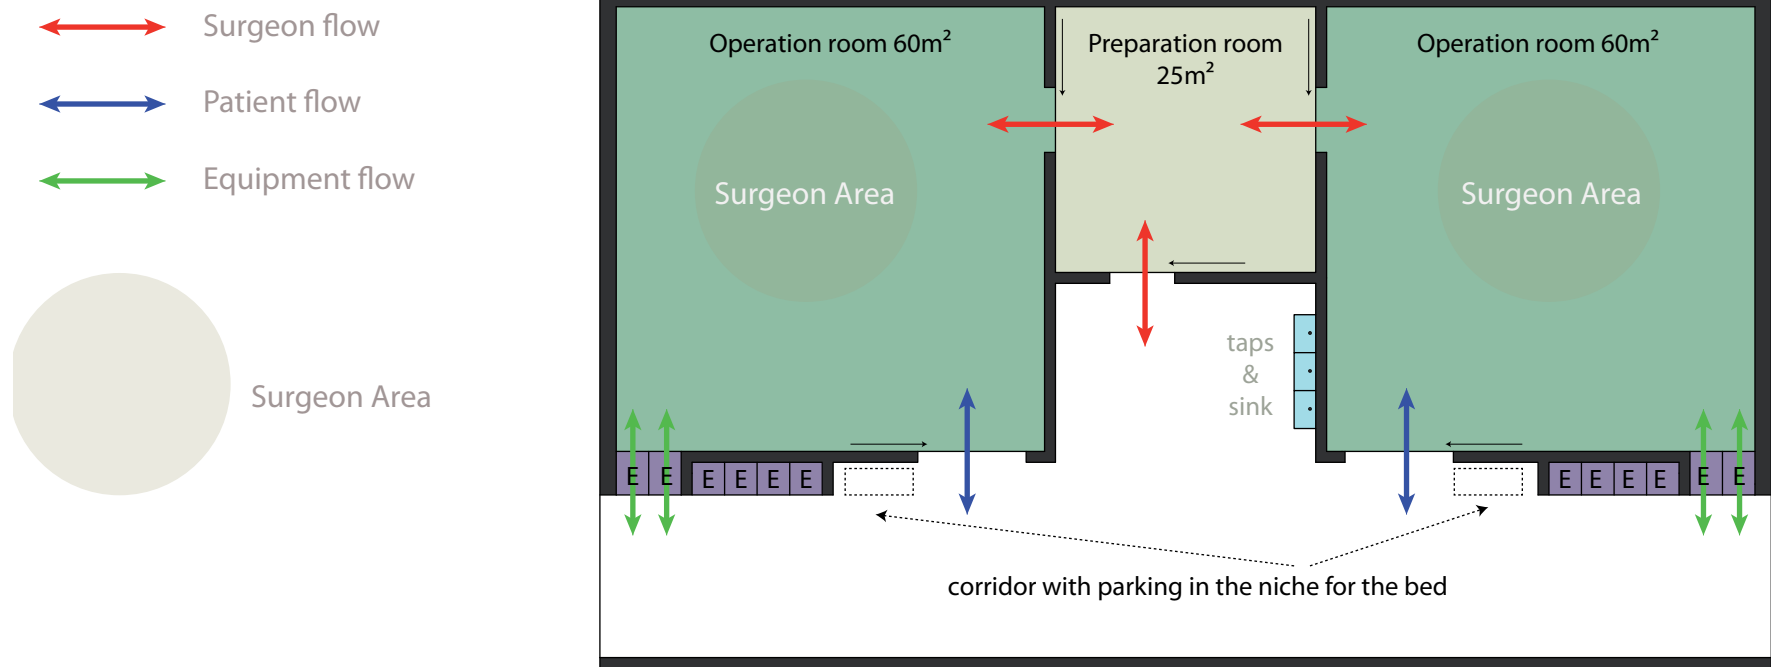 Surgeon flow
Patient flow
Equipment flow
Surgeon Area
Operation room 60m²
Preparation room
25m²
Operation room 60m²
Surgeon Area
Surgeon Area
taps
&
sink
E E E E E E
E E E E E E
corridor with parking in the niche for the bed